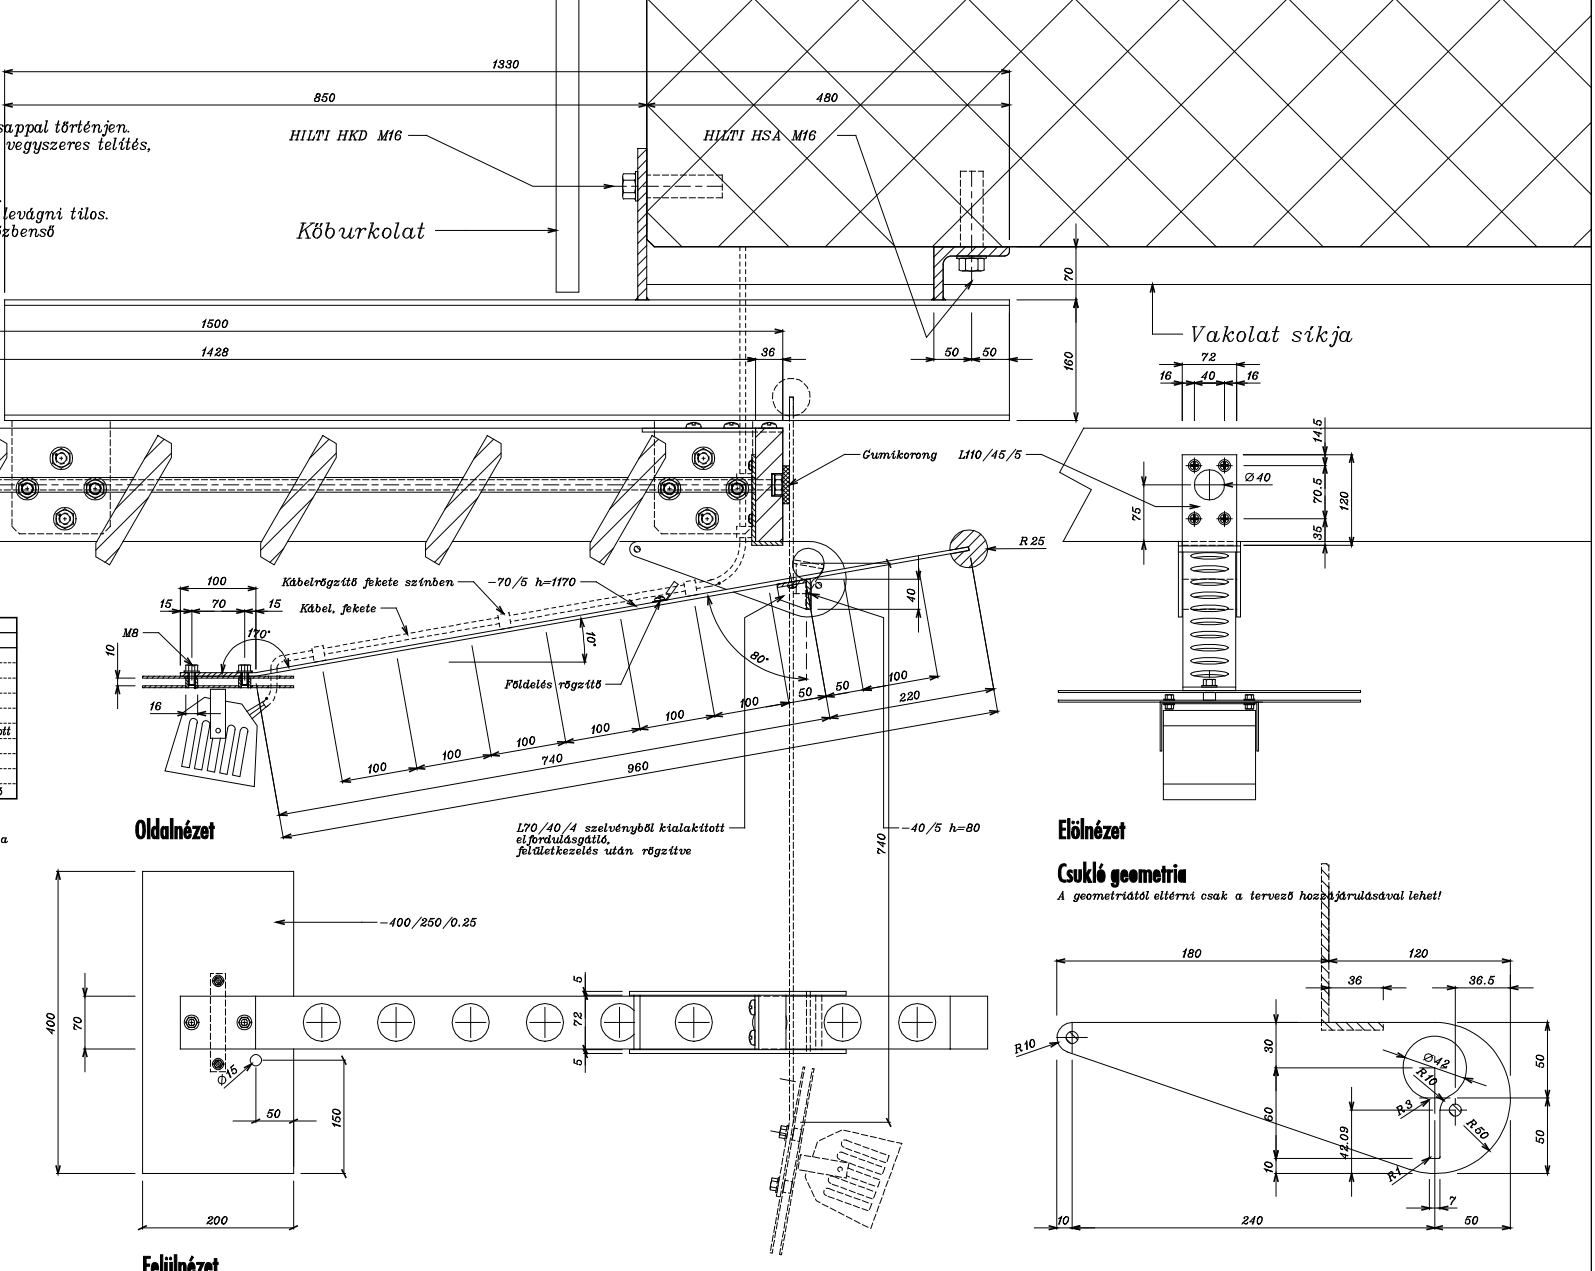 1330
850
480
sappal történjen.
vegyszeres telítés,
HILTI HKD M16
HILTI HSA M16
levágni tilos.
Kőburkolat
70
1500
1428
36
50
50
160
Vakolat síkja
72
16
40
16
14.5
Gumikorong
L110/45/5
Ø40
70.5
120
75
35
R25
100
Kábelrögzítő fekete színben
-70/5 h=1170
15
70
15
Kábel, fekete
40
M8
170°
10°
10
80°
Földelés rögzítő
16
100
100
100
100
100
100
50
50
100
220
740
960
Oldalnézet
L70/40/4 szelvényből kialakított
elfordulásgátló,
felületkezelés után rögzítve
-40/5 h=80
740
Elölnézet
a
Csukló geometria
A geometriától eltérni csak a tervező hozzájárulásával lehet!
-400/250/0.25
400
70
5
72
5
Ø15
50
150
200
Felülnézet
180
120
36
36.5
R10
30
Ø42
R10
50
R3
60
R50
42.09
50
10
R1
7
10
240
50